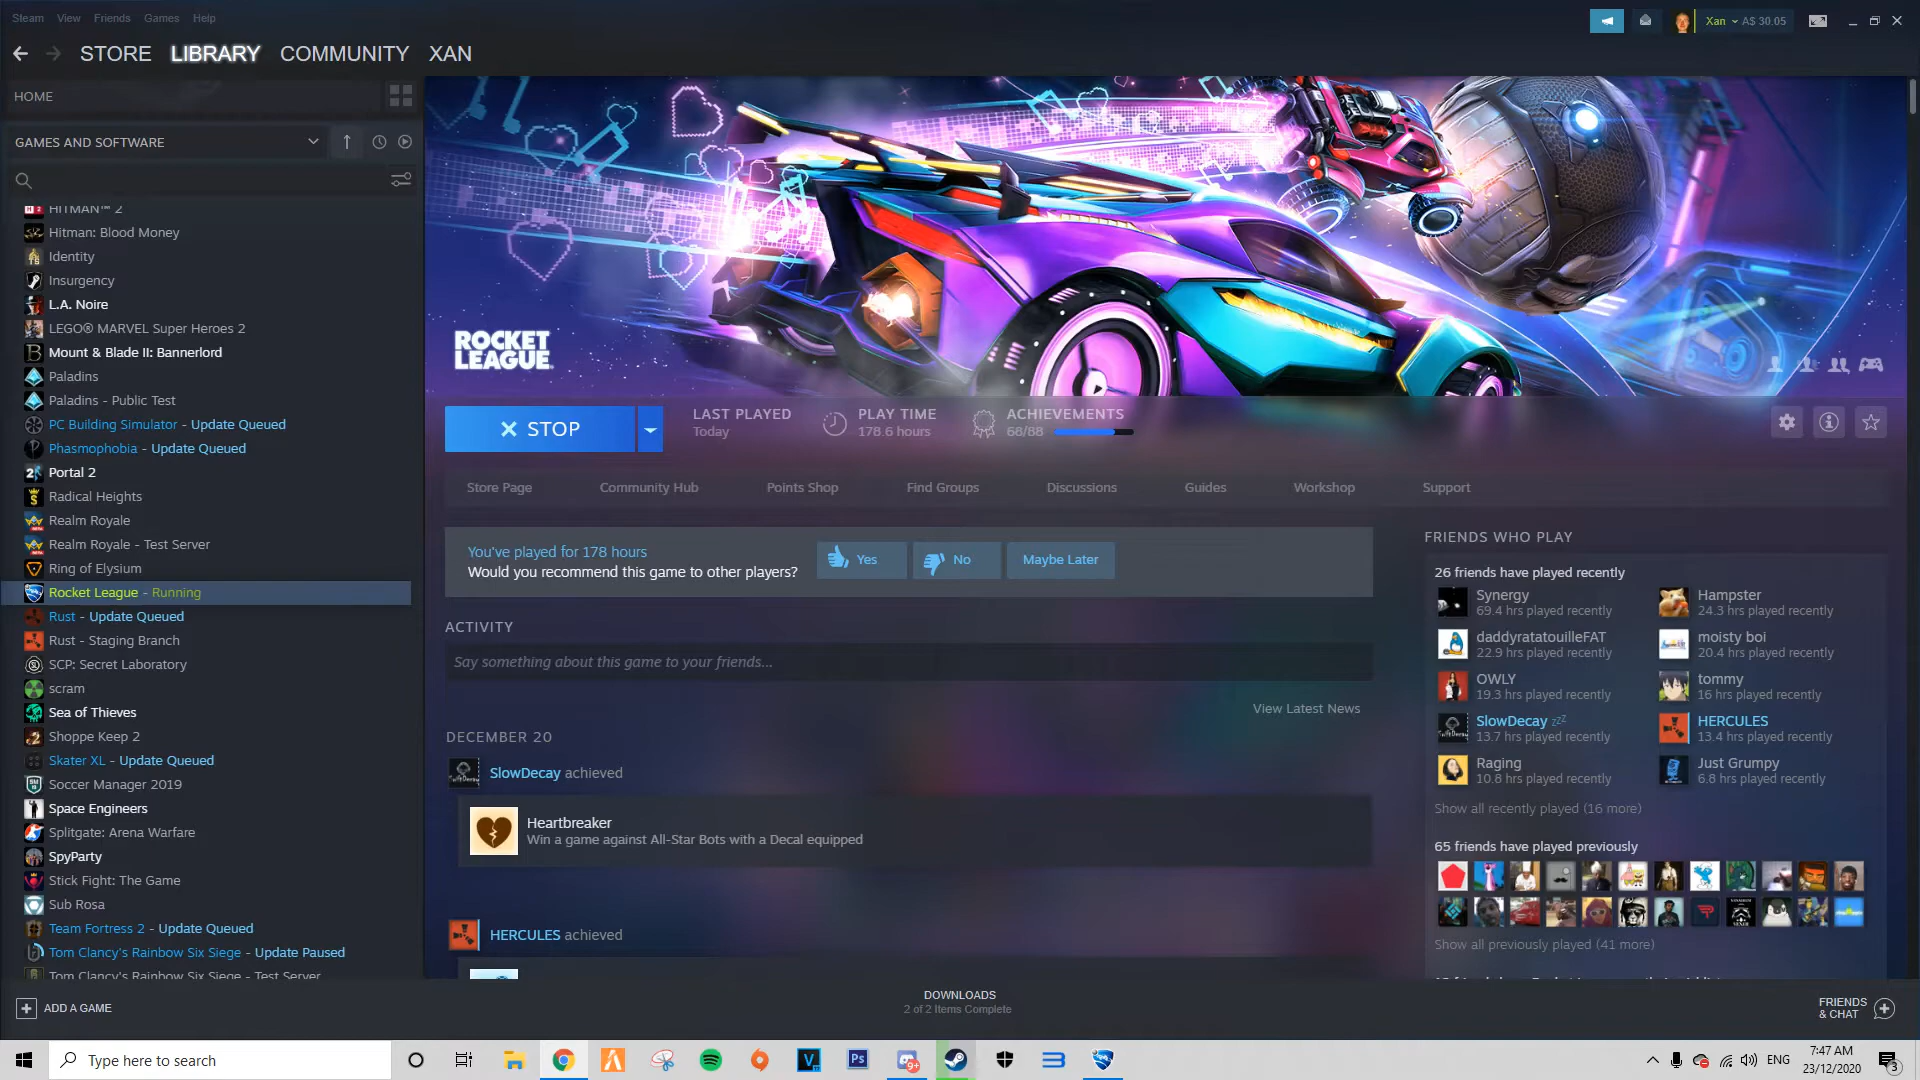 Steam View Friends Games Help
Xan A$ 30.05
STORE LIBRARY COMMUNITY XAN
HOME
GAMES AND SOFTWARE
HITMAN™ 2
Hitman: Blood Money
Identity
Insurgency
L.A. Noire
LEGO® MARVEL Super Heroes 2
Mount & Blade II: Bannerlord
Paladins
Paladins - Public Test
PC Building Simulator - Update Queued
Phasmophobia - Update Queued
Portal 2
Radical Heights
Realm Royale
Realm Royale - Test Server
Ring of Elysium
Rocket League - Running
Rust - Update Queued
Rust - Staging Branch
SCP: Secret Laboratory
scram
Sea of Thieves
Shoppe Keep 2
Skater XL - Update Queued
Soccer Manager 2019
Space Engineers
Splitgate: Arena Warfare
SpyParty
Stick Fight: The Game
Sub Rosa
Team Fortress 2 - Update Queued
Tom Clancy's Rainbow Six Siege - Update Paused
Tom Clancy's Rainbow Six Siege - Test Server
ADD A GAME
ROCKET
LEAGUE
STOP
LAST PLAYED
Today
PLAY TIME
178.6 hours
ACHIEVEMENTS
68/88
Store Page Community Hub Points Shop Find Groups Discussions Guides Workshop Support
You've played for 178 hours
Would you recommend this game to other players?
Yes No Maybe Later
ACTIVITY
Say something about this game to your friends...
View Latest News
DECEMBER 20
SlowDecay achieved
Heartbreaker
Win a game against All-Star Bots with a Decal equipped
HERCULES achieved
FRIENDS WHO PLAY
26 friends have played recently
Synergy
69.4 hrs played recently
Hampster
24.3 hrs played recently
daddyratatouilleFAT
22.9 hrs played recently
moisty boi
20.4 hrs played recently
OWLY
19.3 hrs played recently
tommy
16 hrs played recently
SlowDecay zzz
13.7 hrs played recently
HERCULES
13.4 hrs played recently
Raging
10.8 hrs played recently
Just Grumpy
6.8 hrs played recently
Show all recently played (16 more)
65 friends have played previously
Show all previously played (41 more)
DOWNLOADS
2 of 2 Items Complete
FRIENDS
& CHAT
Type here to search
Ps
9+
ENG
7:47 AM
23/12/2020
3